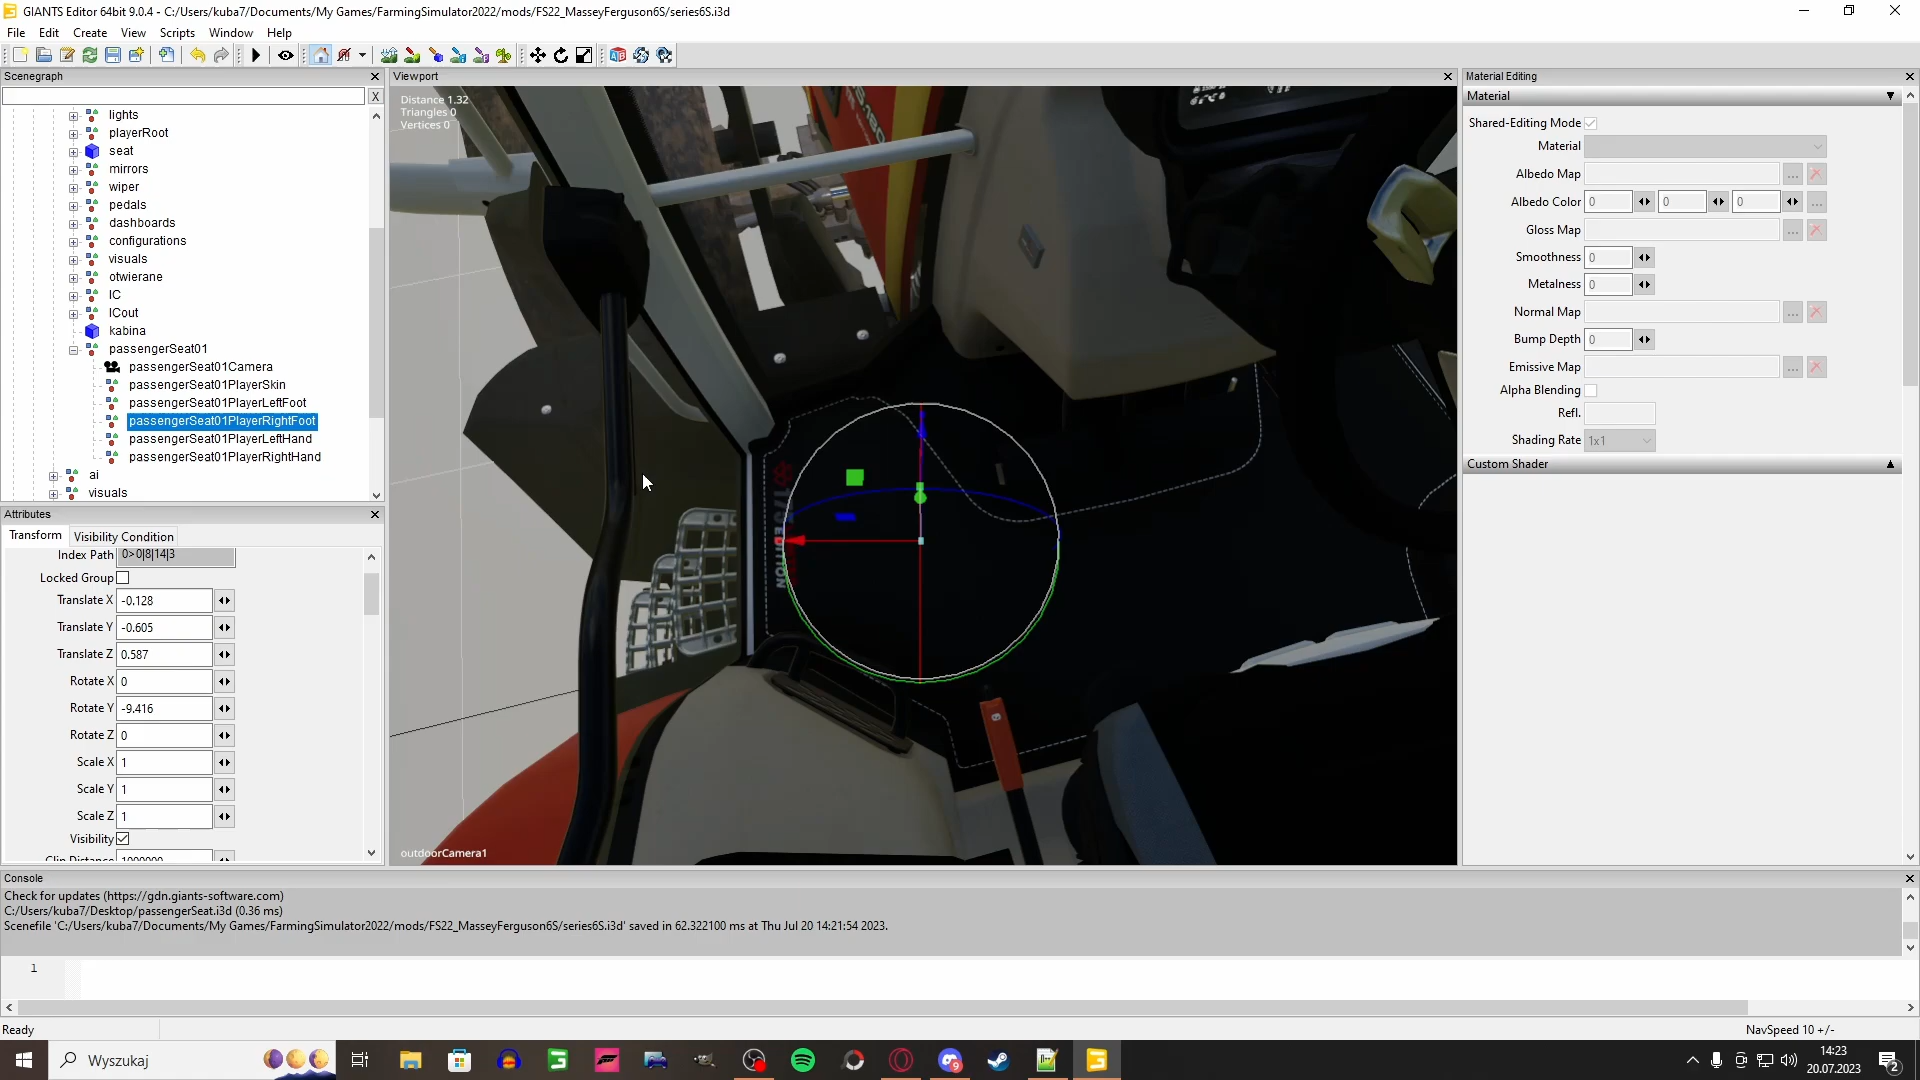 GIANTS Editor 64bit 9.0.4 - C:/Users/kuba7/Documents/My Games/FarmingSimulator2022/mods/FS22_MasseyFerguson6S/series6S.i3d
File Edit Create View Scripts Window Help
Scenegraph
X
lights
playerRoot
seat
mirrors
wiper
pedals
dashboards
configurations
visuals
otwierane
IC
ICout
kabina
passengerSeat01
passengerSeat01Camera
passengerSeat01PlayerSkin
passengerSeat01PlayerLeftFoot
passengerSeat01PlayerRightFoot
passengerSeat01PlayerLeftHand
passengerSeat01PlayerRightHand
ai
visuals
Attributes
Transform Visibility Condition
Index Path 0>0|8|14|3
Locked Group
Translate X -0.128
Translate Y -0.605
Translate Z 0.587
Rotate X 0
Rotate Y -9.416
Rotate Z 0
Scale X 1
Scale Y 1
Scale Z 1
Visibility
Clip Distance 1000000
Viewport
Distance 1.32
Triangles 0
Vertices 0
EDITION
outdoorCamera1
Material Editing
Material
Shared-Editing Mode
Material
Albedo Map ...
Albedo Color 0 0 0 ...
Gloss Map ...
Smoothness 0
Metalness 0
Normal Map ...
Bump Depth 0
Emissive Map ...
Alpha Blending
Refl.
Shading Rate 1x1
Custom Shader
Console
Check for updates (https://gdn.giants-software.com)
C:/Users/kuba7/Desktop/passengerSeat.i3d (0.36 ms)
Scenefile 'C:/Users/kuba7/Documents/My Games/FarmingSimulator2022/mods/FS22_MasseyFerguson6S/series6S.i3d' saved in 62.322100 ms at Thu Jul 20 14:21:54 2023.
1
Ready
NavSpeed 10 +/-
Wyszukaj
9
14:23
20.07.2023
2